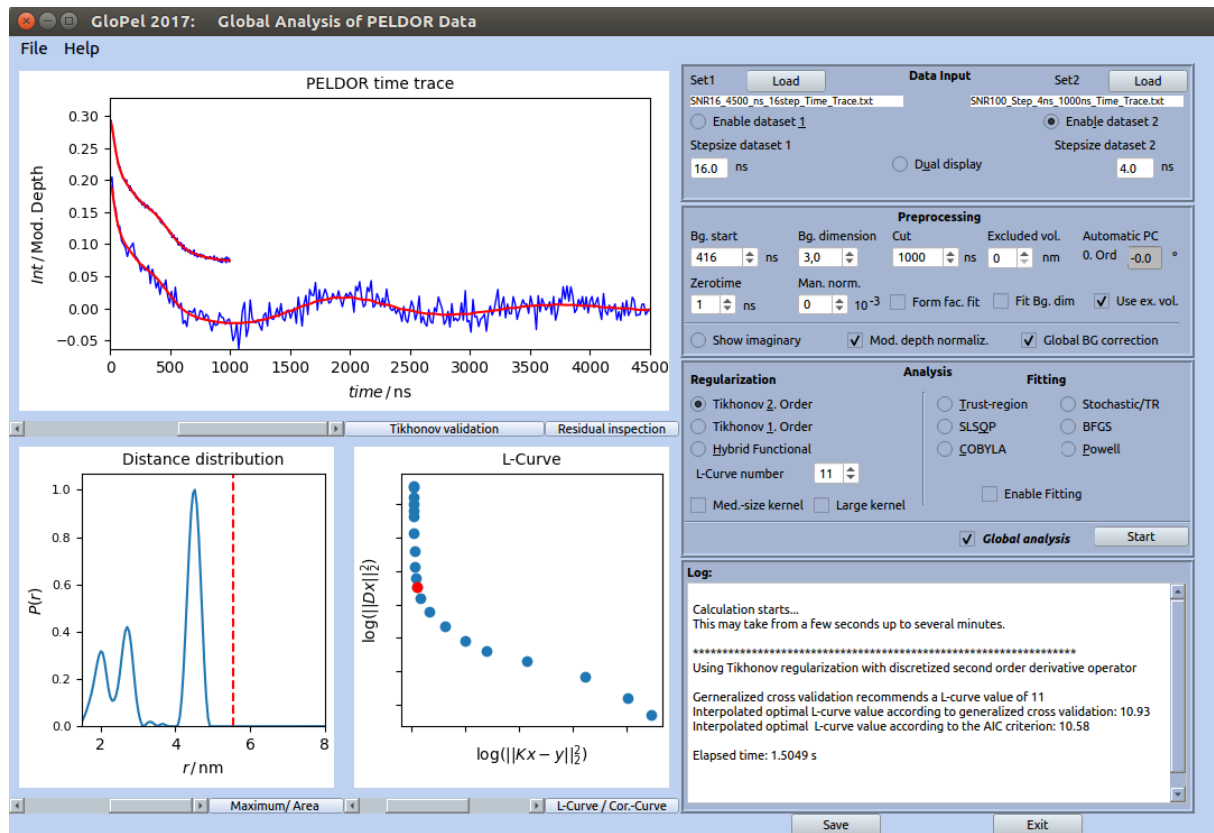 GloPel 2017: Global Analysis of PELDOR Data
File Help
PELDOR time trace
Int / Mod. Depth
0.30
0.25
0.20
0.15
0.10
0.05
0.00
−0.05
0 500 1000 1500 2000 2500 3000 3500 4000 4500
time / ns
Tikhonov validation Residual inspection
Distance distribution
P(r)
1.0
0.8
0.6
0.4
0.2
0.0
2 4 6 8
r / nm
Maximum/ Area
L-Curve
log(||Dx||²₂)
log(||Kx − y||²₂)
L-Curve / Cor.-Curve
Set1 Load Data Input Set2 Load
SNR16_4500_ns_16step_Time_Trace.txt SNR100_Step_4ns_1000ns_Time_Trace.txt
Enable dataset 1 Enable dataset 2
Stepsize dataset 1 Stepsize dataset 2
16.0 ns Dual display 4.0 ns
Preprocessing
Bg. start Bg. dimension Cut Excluded vol. Automatic PC
416 ns 3,0 1000 ns 0 nm 0. Ord -0.0 °
Zerotime Man. norm.
1 ns 0 10⁻³ Form fac. fit Fit Bg. dim Use ex. vol.
Show imaginary Mod. depth normaliz. Global BG correction
Analysis
Regularization Fitting
Tikhonov 2. Order Trust-region Stochastic/TR
Tikhonov 1. Order SLSQP BFGS
Hybrid Functional COBYLA Powell
L-Curve number 11
Enable Fitting
Med.-size kernel Large kernel
Global analysis Start
Log:
Calculation starts...
This may take from a few seconds up to several minutes.
******************************************************************
Using Tikhonov regularization with discretized second order derivative operator
Gerneralized cross validation recommends a L-curve value of 11
Interpolated optimal L-curve value according to generalized cross validation: 10.93
Interpolated optimal L-curve value according to the AIC criterion: 10.58
Elapsed time: 1.5049 s
Save Exit